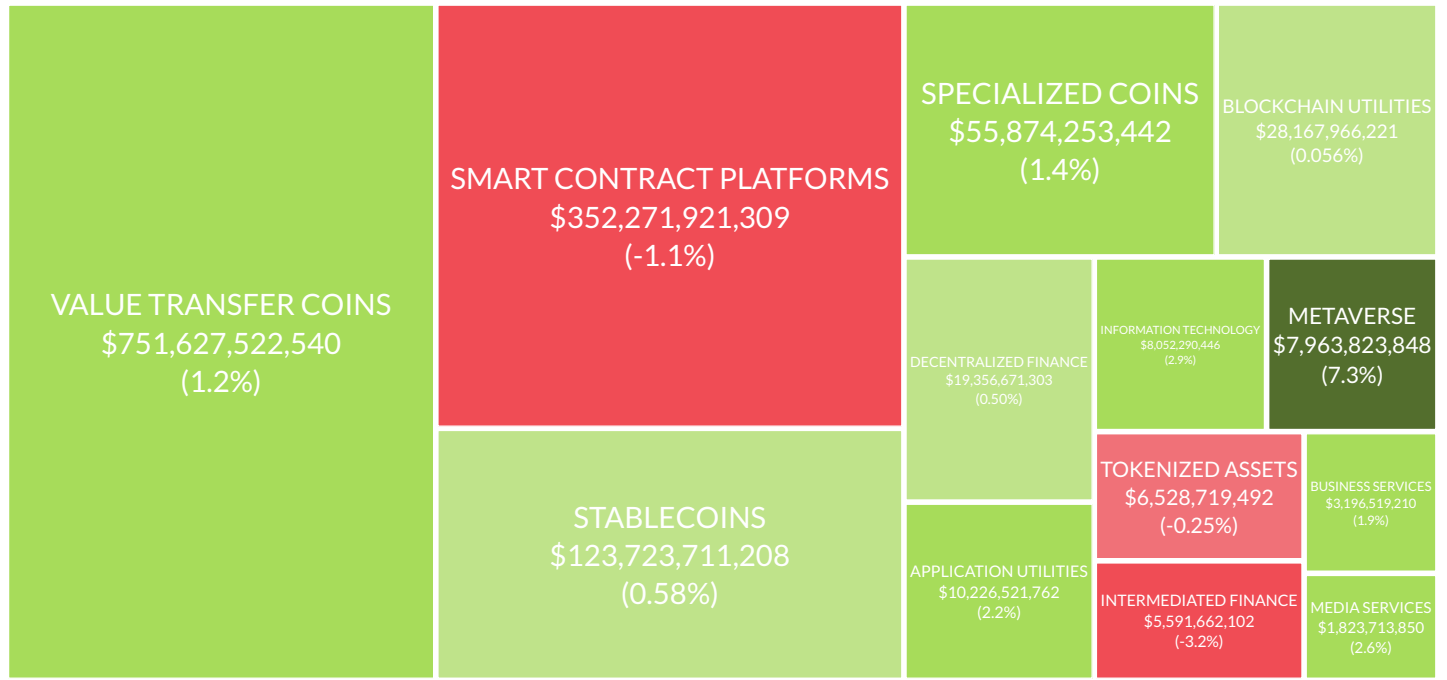 VALUE TRANSFER COINS
$751,627,522,540
(1.2%)
SMART CONTRACT PLATFORMS
$352,271,921,309
(-1.1%)
STABLECOINS
$123,723,711,208
(0.58%)
SPECIALIZED COINS
$55,874,253,442
(1.4%)
BLOCKCHAIN UTILITIES
$28,167,966,221
(0.056%)
DECENTRALIZED FINANCE
$19,356,671,303
(0.50%)
APPLICATION UTILITIES
$10,226,521,762
(2.2%)
INFORMATION TECHNOLOGY
$8,052,290,446
(2.9%)
METAVERSE
$7,963,823,848
(7.3%)
TOKENIZED ASSETS
$6,528,719,492
(-0.25%)
INTERMEDIATED FINANCE
$5,591,662,102
(-3.2%)
BUSINESS SERVICES
$3,196,519,210
(1.9%)
MEDIA SERVICES
$1,823,713,850
(2.6%)